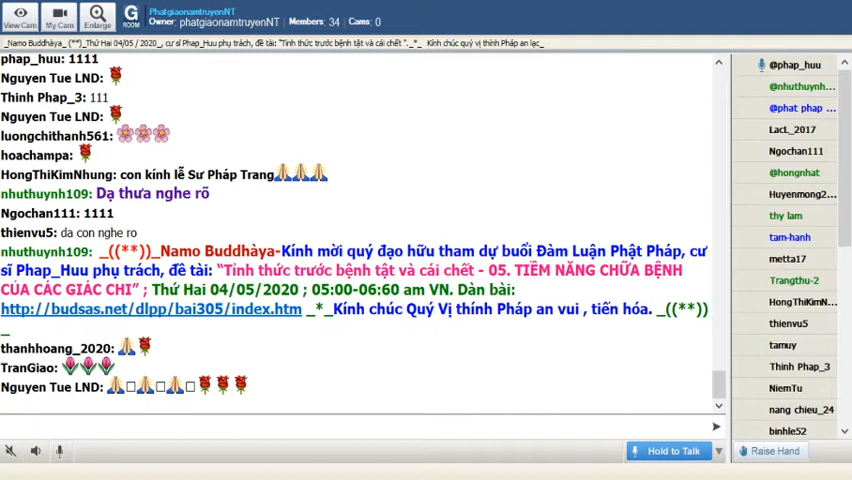 View Cam
My Cam
Enlarge
G
ROOM
PhatgiaonamtruyenNT
Owner: phatgiaonamtruyenNT | Members: 34 | Cams: 0
_Namo Buddhàya_ (**)_Thứ Hai 04/05 / 2020_, cư sĩ Phap_Huu phụ trách, đề tài: "Tỉnh thức trước bệnh tật và cái chết "._*_ Kính chúc quý vị thính Pháp an lạc_
phap_huu: 1111
Nguyen Tue LND:
Thinh Phap_3: 111
Nguyen Tue LND:
luongchithanh561:
hoachampa:
HongThiKimNhung: con kính lễ Sư Pháp Trang
nhuthuynh109: Dạ thưa nghe rõ
Ngochan111: 1111
thienvu5: da con nghe ro
nhuthuynh109: _((**))_Namo Buddhàya-Kính mời quý đạo hữu tham dự buổi Đàm Luận Phật Pháp, cư
sĩ Phap_Huu phụ trách, đề tài: "Tỉnh thức trước bệnh tật và cái chết - 05. TIỀM NĂNG CHỮA BỆNH
CỦA CÁC GIÁC CHI" ; Thứ Hai 04/05/2020 ; 05:00-06:60 am VN. Dàn bài:
http://budsas.net/dlpp/bai305/index.htm _*_Kính chúc Quý Vị thính Pháp an vui , tiến hóa. _((**))
_
thanhhoang_2020:
TranGiao:
Nguyen Tue LND:
@phap_huu
@nhuthuynh...
@phat phap ...
LacL_2017
Ngochan111
@hongnhat
Huyenmong2...
thy lam
tam-hanh
metta17
Trangthu-2
HongThiKimN...
thienvu5
tamuy
Thinh Phap_3
NiemTu
nang chieu_24
binhle52
Hold to Talk
Raise Hand